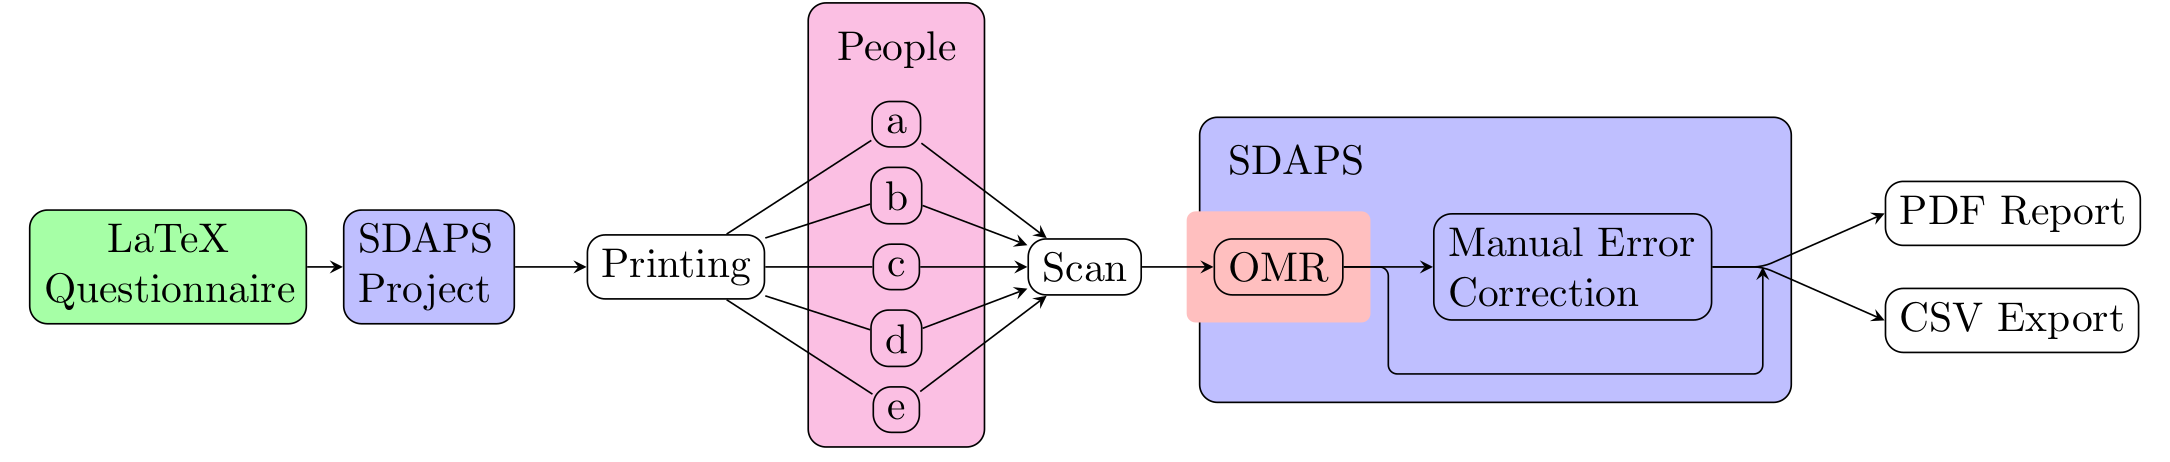 LaTeX
Questionnaire
SDAPS
Project
Printing
People
a
b
c
d
e
Scan
SDAPS
OMR
Manual Error
Correction
PDF Report
CSV Export